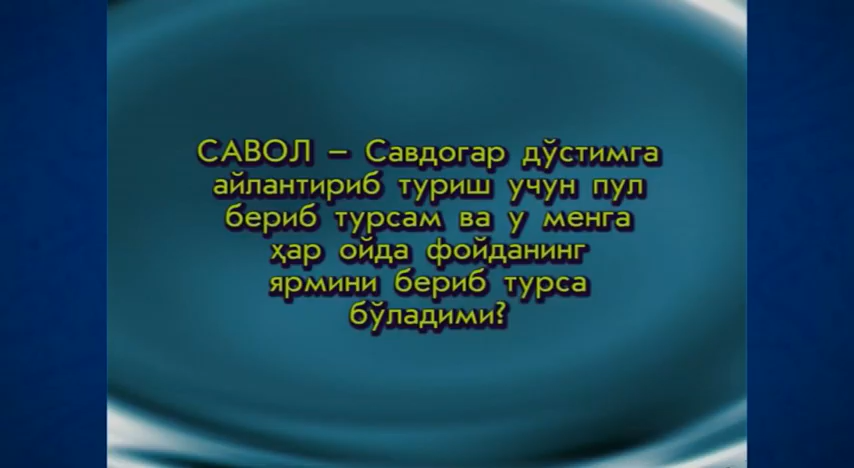 САВОЛ – Савдогар дўстимга
айлантириб туриш учун пул
бериб турсам ва у менга
ҳар ойда фойданинг
ярмини бериб турса
бўладими?